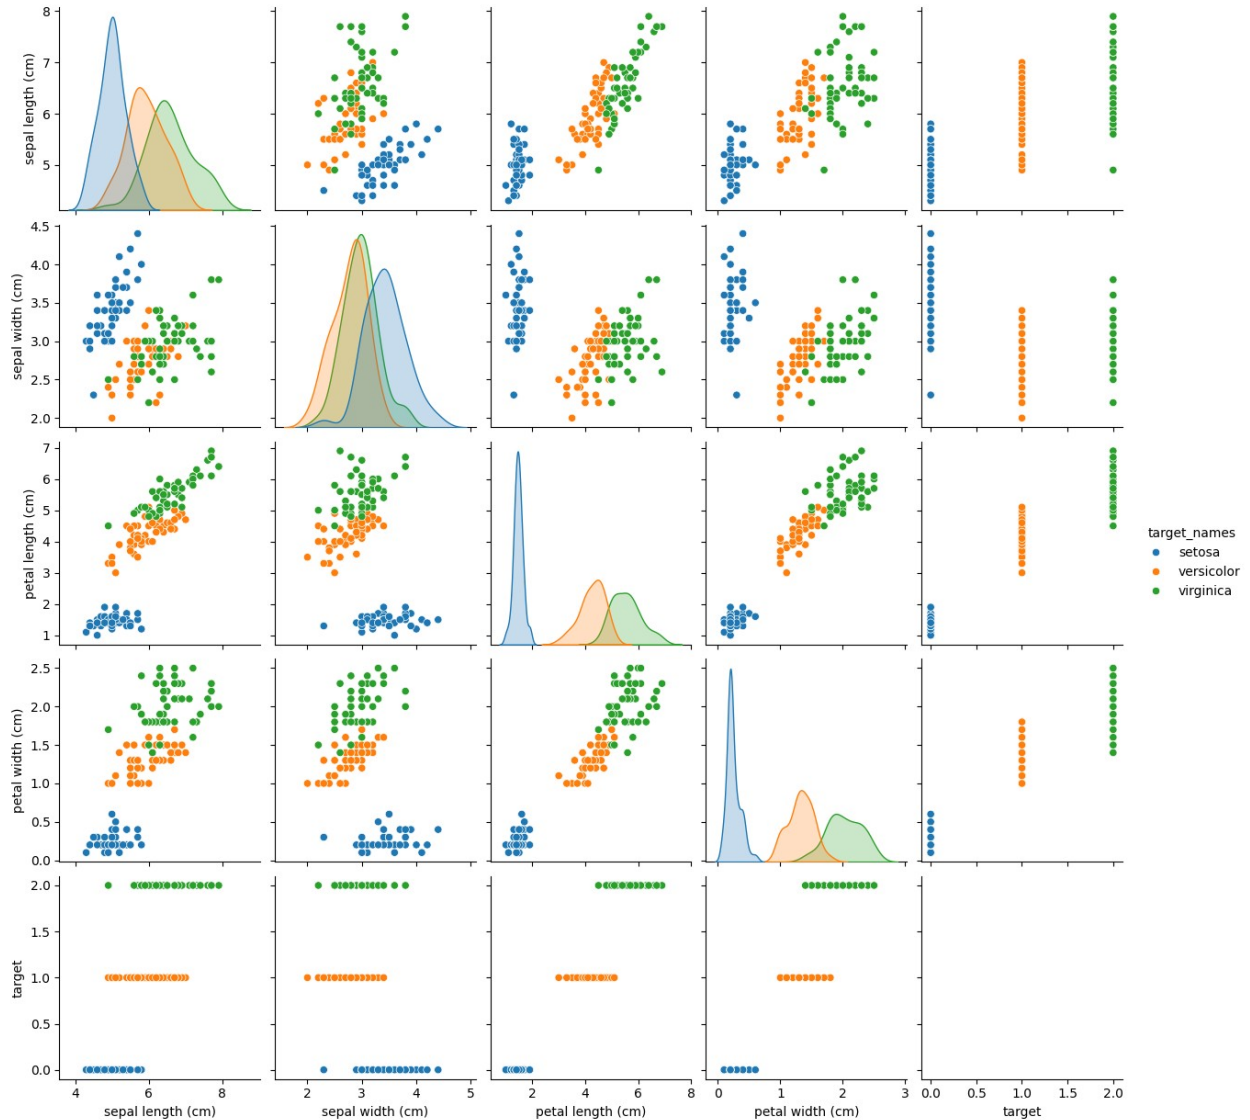 8
7
6
5
sepal length (cm)
4.5
4.0
3.5
3.0
2.5
2.0
sepal width (cm)
7
6
5
4
3
2
1
petal length (cm)
2.5
2.0
1.5
1.0
0.5
0.0
petal width (cm)
2.0
1.5
1.0
0.5
0.0
target
4 6 8
sepal length (cm)
2 3 4 5
sepal width (cm)
2 4 6 8
petal length (cm)
0 1 2 3
petal width (cm)
0.0 0.5 1.0 1.5 2.0
target
target_names
setosa
versicolor
virginica